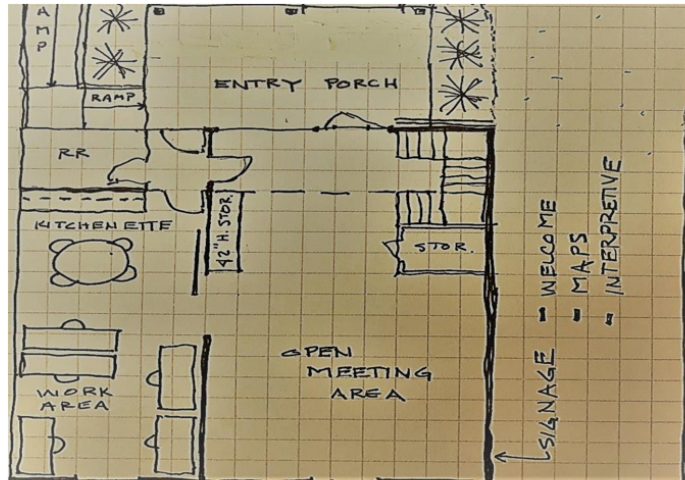 AMP
RAMP
ENTRY PORCH
RR
KITCHENETTE
42" H. STOR.
STOR.
WORK
AREA
OPEN
MEETING
AREA
SIGNAGE
- WELCOME
- MAPS
- INTERPRETIVE